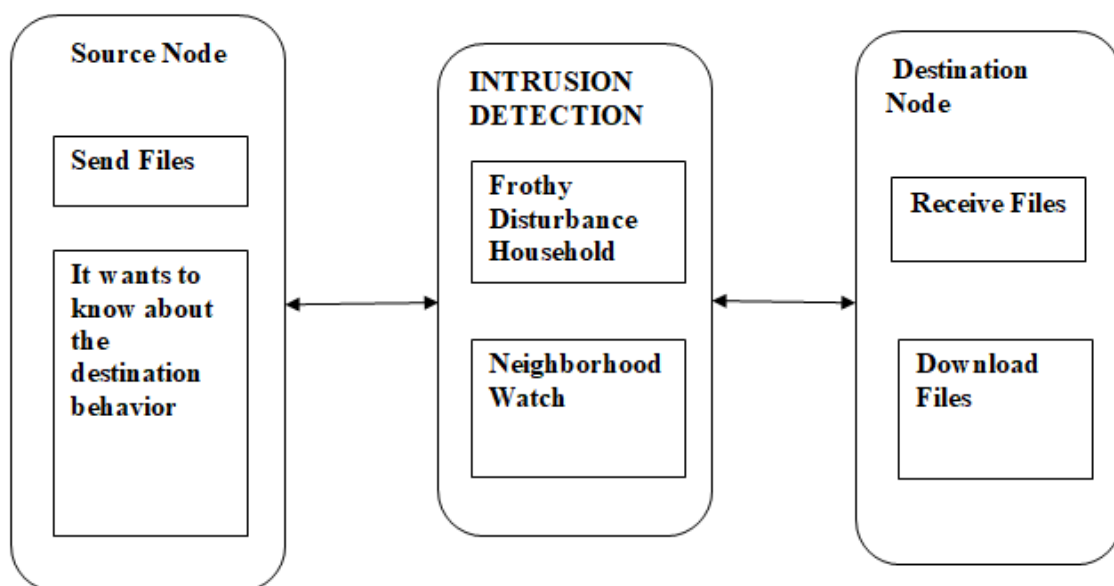 Source Node
Send Files
It wants to
know about
the
destination
behavior
INTRUSION
DETECTION
Frothy
Disturbance
Household
Neighborhood
Watch
Destination
Node
Receive Files
Download
Files